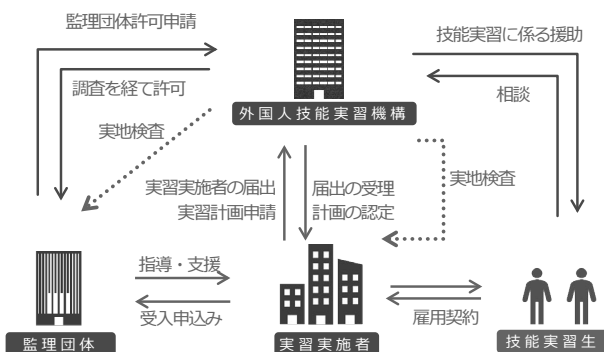 監理団体許可申請
技能実習に係る援助
調査を経て許可
相談
外国人技能実習機構
実地検査
実習実施者の届出
実習計画申請
届出の受理
計画の認定
実地検査
指導・支援
受入申込み
雇用契約
監理団体
実習実施者
技能実習生